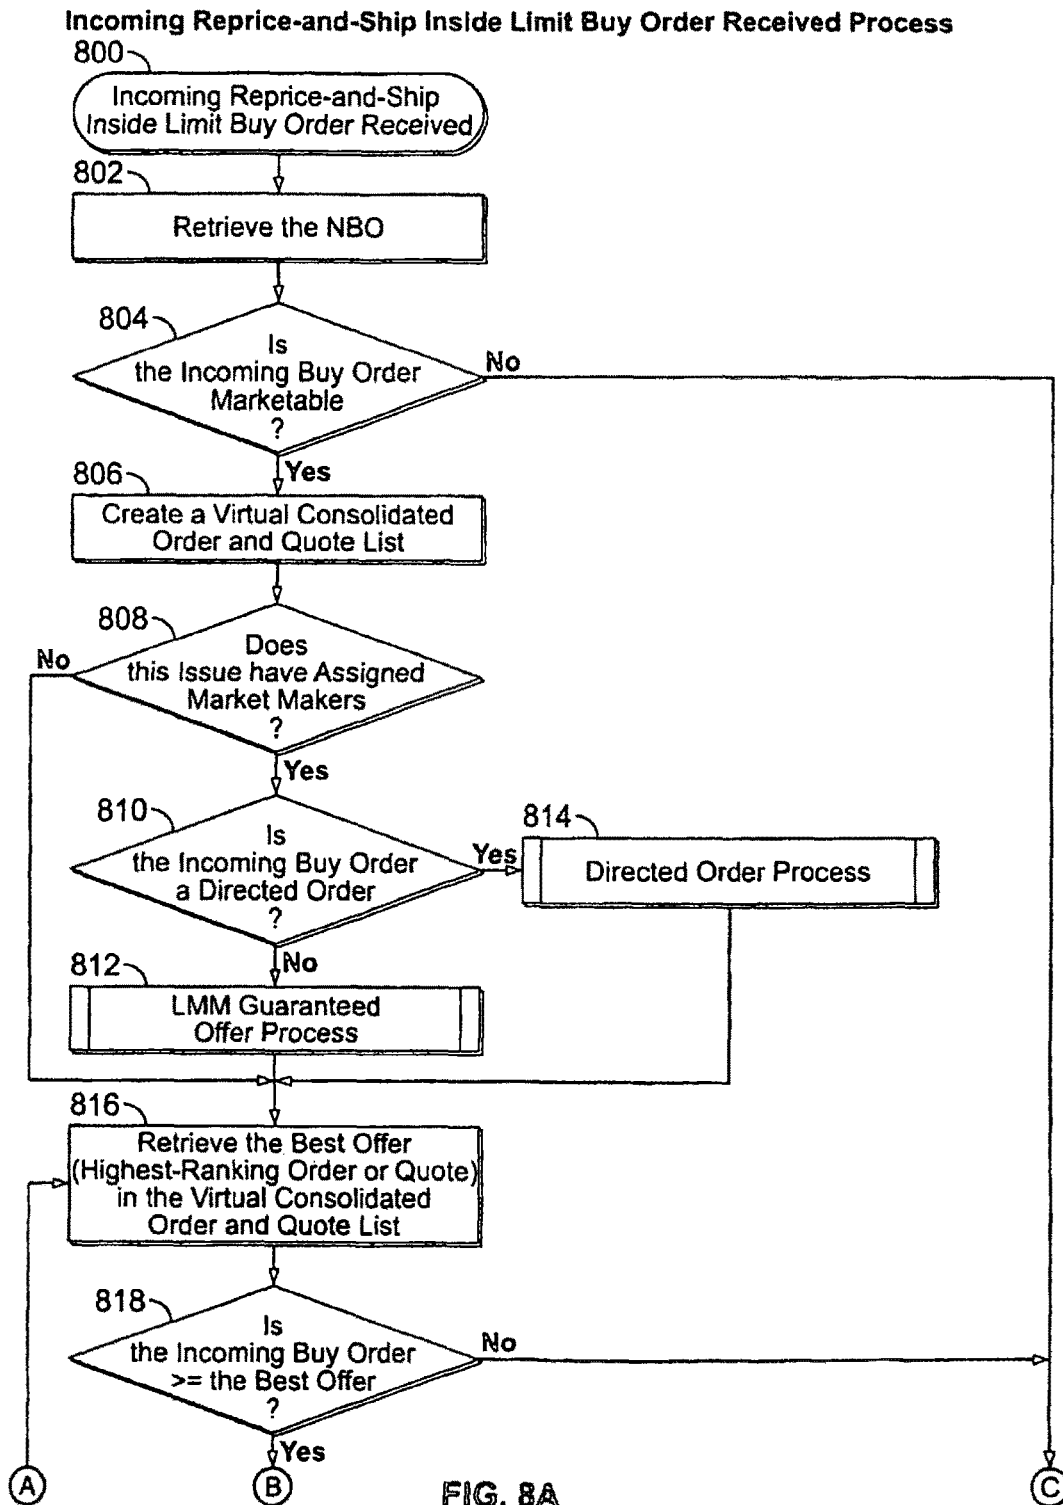 Incoming Reprice-and-Ship Inside Limit Buy Order Received Process
800
Incoming Reprice-and-Ship
Inside Limit Buy Order Received
802
Retrieve the NBO
804
Is
the Incoming Buy Order
Marketable
?
No
Yes
806
Create a Virtual Consolidated
Order and Quote List
808
Does
this Issue have Assigned
Market Makers
?
No
Yes
810
Is
the Incoming Buy Order
a Directed Order
?
Yes
814
Directed Order Process
No
812
LMM Guaranteed
Offer Process
816
Retrieve the Best Offer
(Highest-Ranking Order or Quote)
in the Virtual Consolidated
Order and Quote List
818
Is
the Incoming Buy Order
>= the Best Offer
?
No
Yes
A
B
C
FIG. 8A